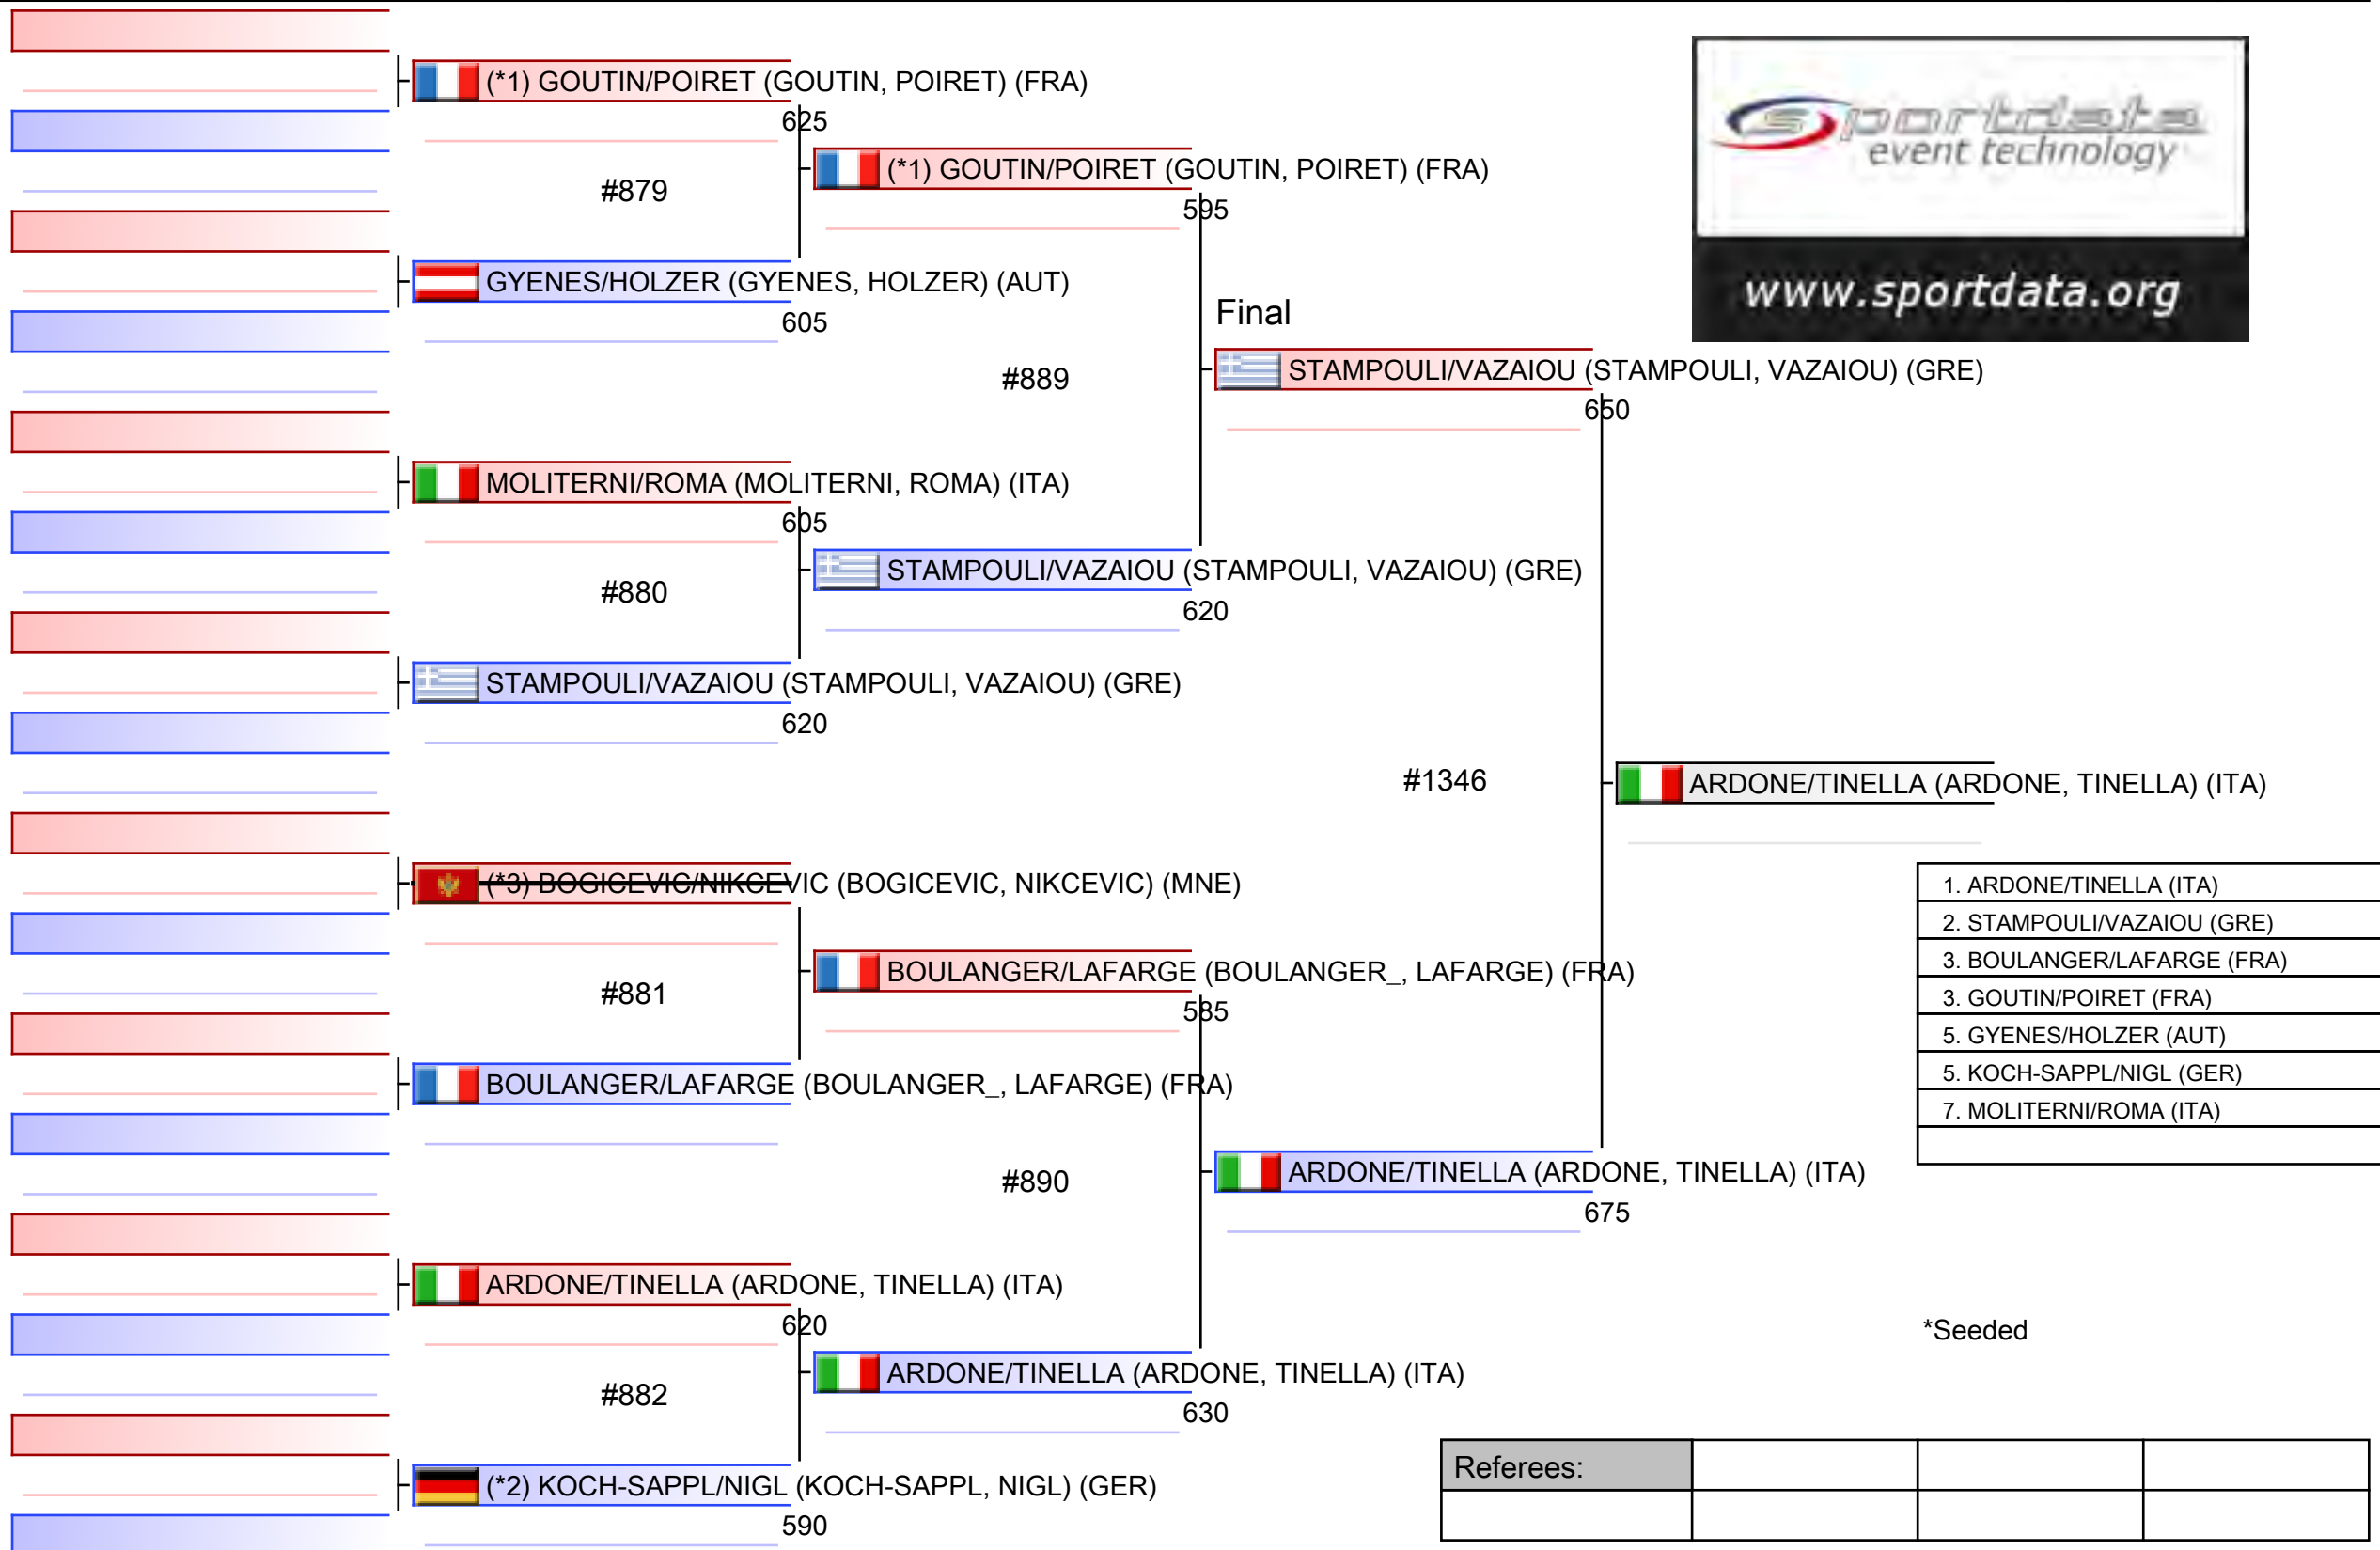 (*1) GOUTIN/POIRET (GOUTIN, POIRET) (FRA)
625
#879
GYENES/HOLZER (GYENES, HOLZER) (AUT)
605
MOLITERNI/ROMA (MOLITERNI, ROMA) (ITA)
605
#880
STAMPOULI/VAZAIOU (STAMPOULI, VAZAIOU) (GRE)
620
(*3) BOGICEVIC/NIKCEVIC (BOGICEVIC, NIKCEVIC) (MNE)
#881
BOULANGER/LAFARGE (BOULANGER_, LAFARGE) (FRA)
ARDONE/TINELLA (ARDONE, TINELLA) (ITA)
620
#882
(*2) KOCH-SAPPL/NIGL (KOCH-SAPPL, NIGL) (GER)
590
(*1) GOUTIN/POIRET (GOUTIN, POIRET) (FRA)
595
#889
STAMPOULI/VAZAIOU (STAMPOULI, VAZAIOU) (GRE)
620
BOULANGER/LAFARGE (BOULANGER_, LAFARGE) (FRA)
585
#890
ARDONE/TINELLA (ARDONE, TINELLA) (ITA)
630
Final
STAMPOULI/VAZAIOU (STAMPOULI, VAZAIOU) (GRE)
650
#1346
ARDONE/TINELLA (ARDONE, TINELLA) (ITA)
675
ARDONE/TINELLA (ARDONE, TINELLA) (ITA)
sportdata
event technology
www.sportdata.org
1. ARDONE/TINELLA (ITA)
2. STAMPOULI/VAZAIOU (GRE)
3. BOULANGER/LAFARGE (FRA)
3. GOUTIN/POIRET (FRA)
5. GYENES/HOLZER (AUT)
5. KOCH-SAPPL/NIGL (GER)
7. MOLITERNI/ROMA (ITA)
*Seeded
Referees: